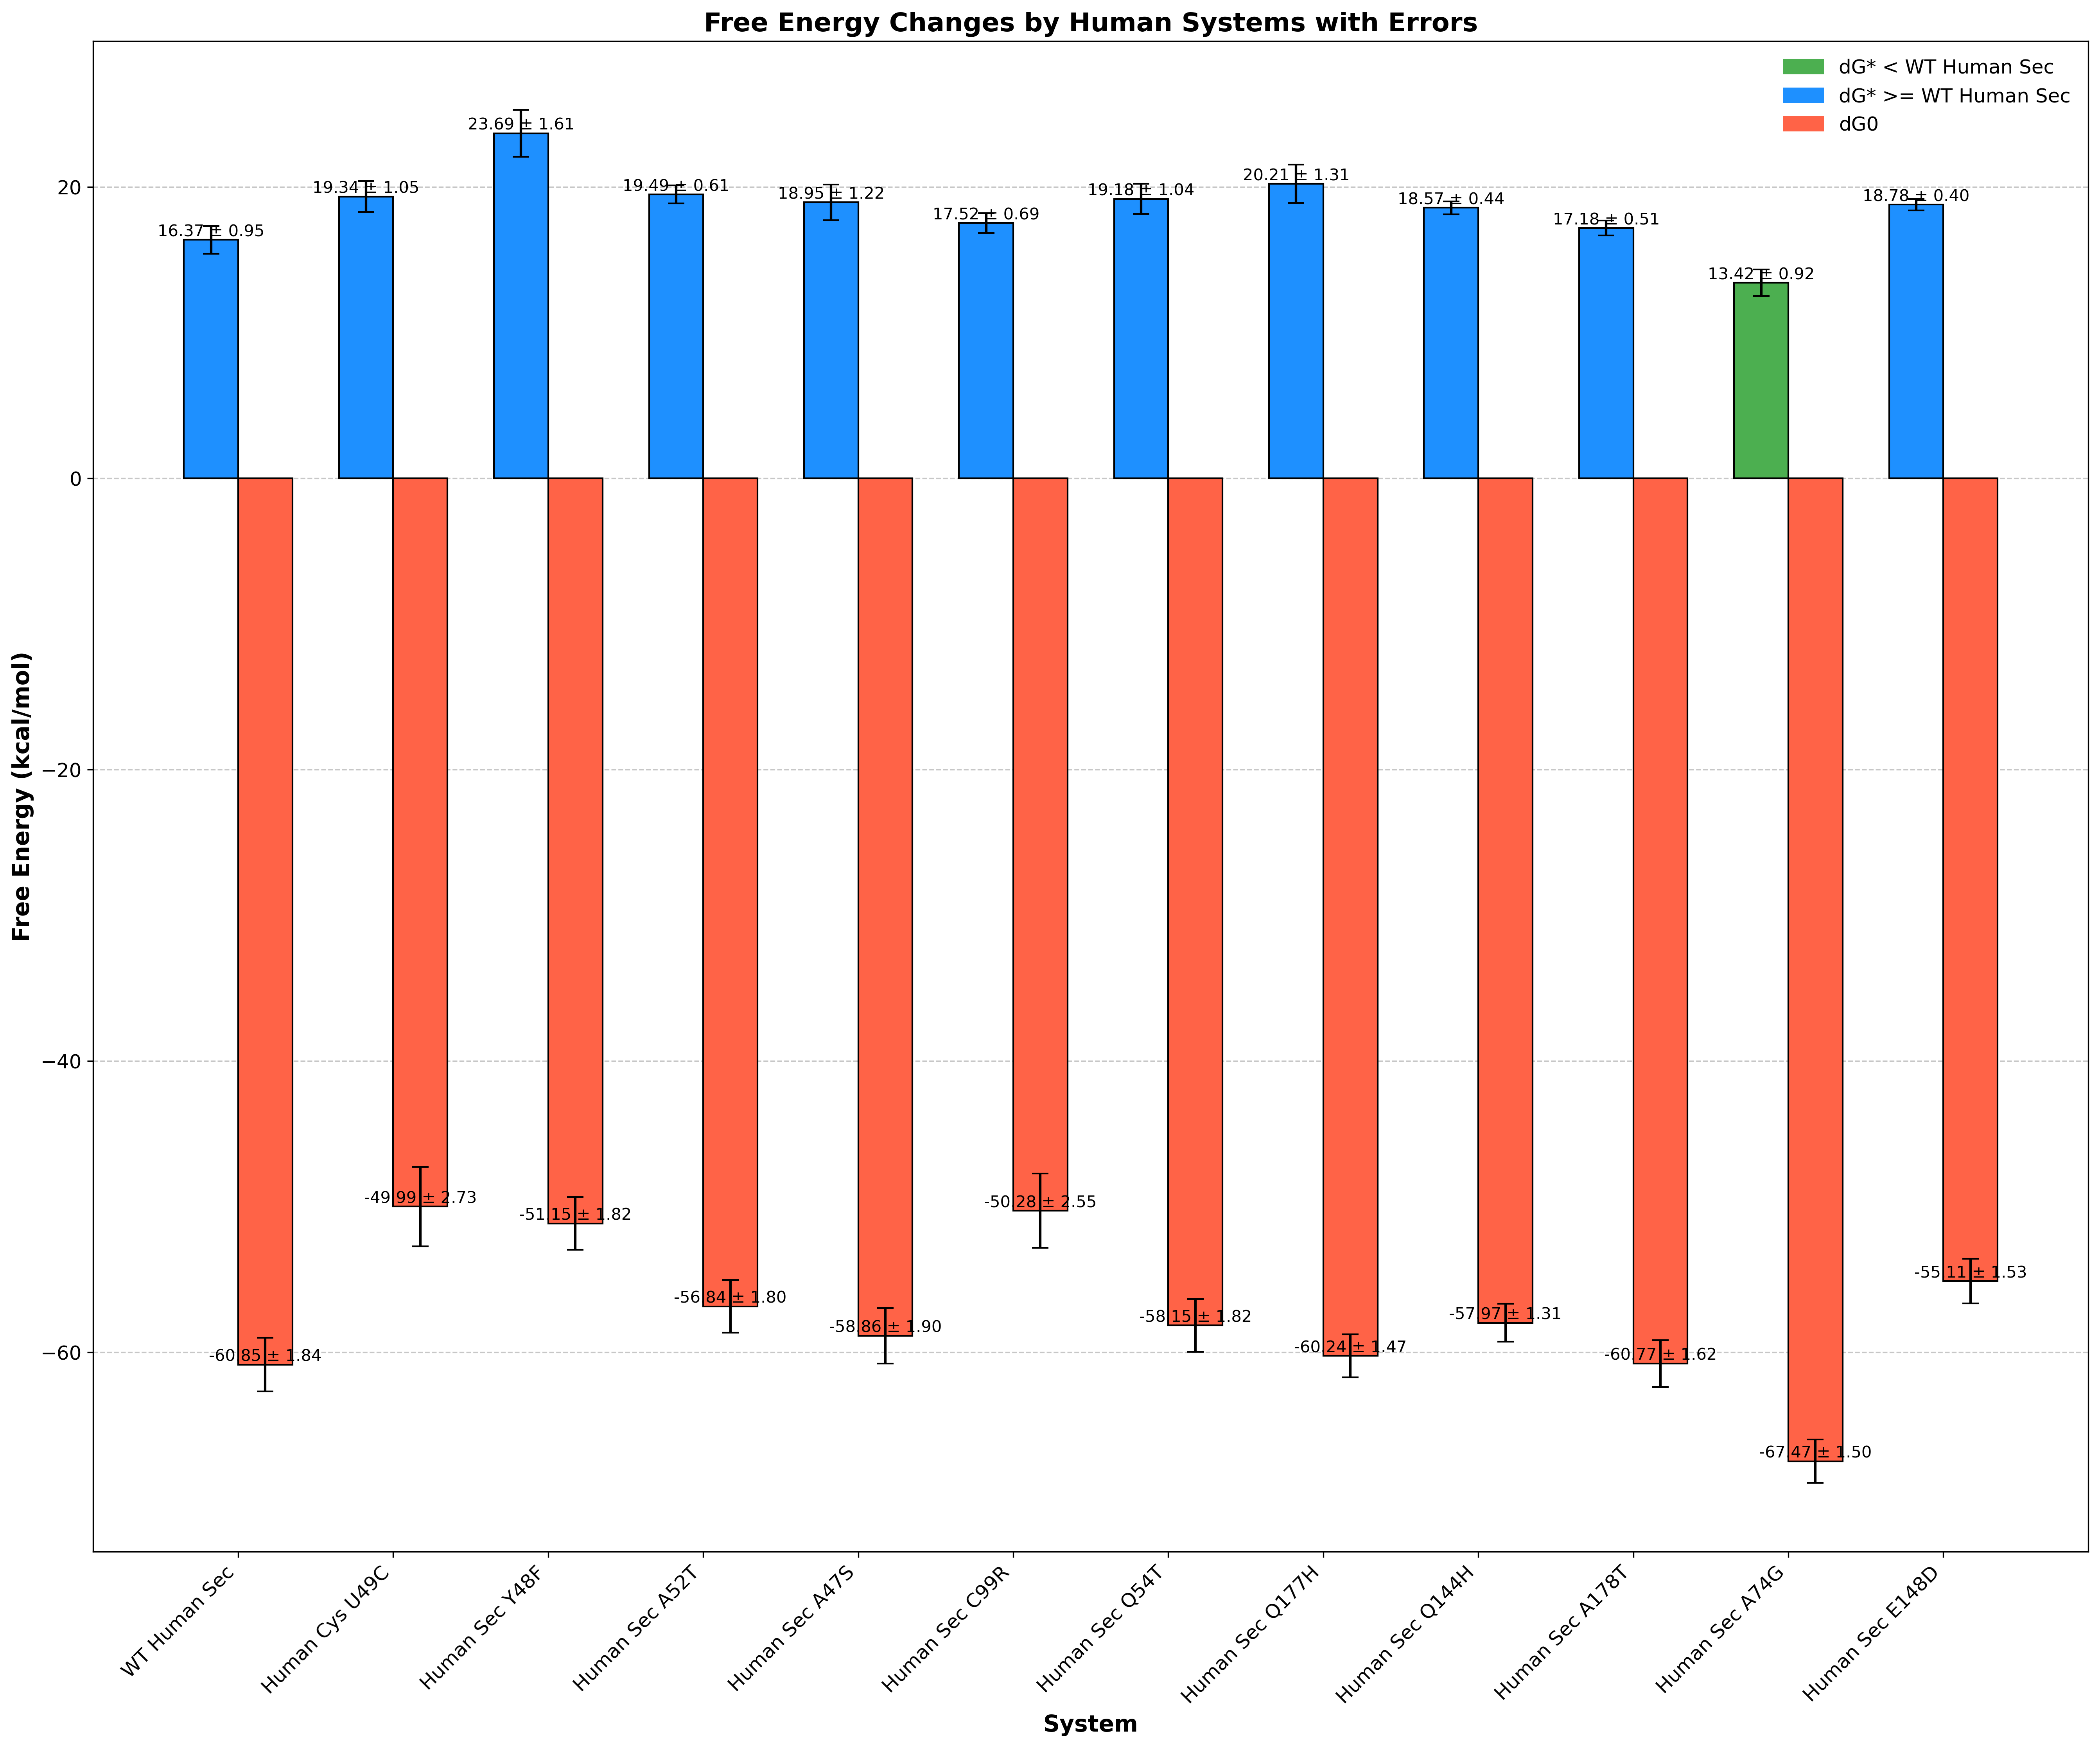 Free Energy Changes by Human Systems with Errors
dG* < WT Human Sec
dG* >= WT Human Sec
dG0
Free Energy (kcal/mol)
20
0
−20
−40
−60
16.37 ± 0.95
19.34 ± 1.05
23.69 ± 1.61
19.49 ± 0.61
18.95 ± 1.22
17.52 ± 0.69
19.18 ± 1.04
20.21 ± 1.31
18.57 ± 0.44
17.18 ± 0.51
13.42 ± 0.92
18.78 ± 0.40
-60.85 ± 1.84
-49.99 ± 2.73
-51.15 ± 1.82
-56.84 ± 1.80
-58.86 ± 1.90
-50.28 ± 2.55
-58.15 ± 1.82
-60.24 ± 1.47
-57.97 ± 1.31
-60.77 ± 1.62
-67.47 ± 1.50
-55.11 ± 1.53
WT Human Sec
Human Cys U49C
Human Sec Y48F
Human Sec A52T
Human Sec A47S
Human Sec C99R
Human Sec Q54T
Human Sec Q177H
Human Sec Q144H
Human Sec A178T
Human Sec A74G
Human Sec E148D
System